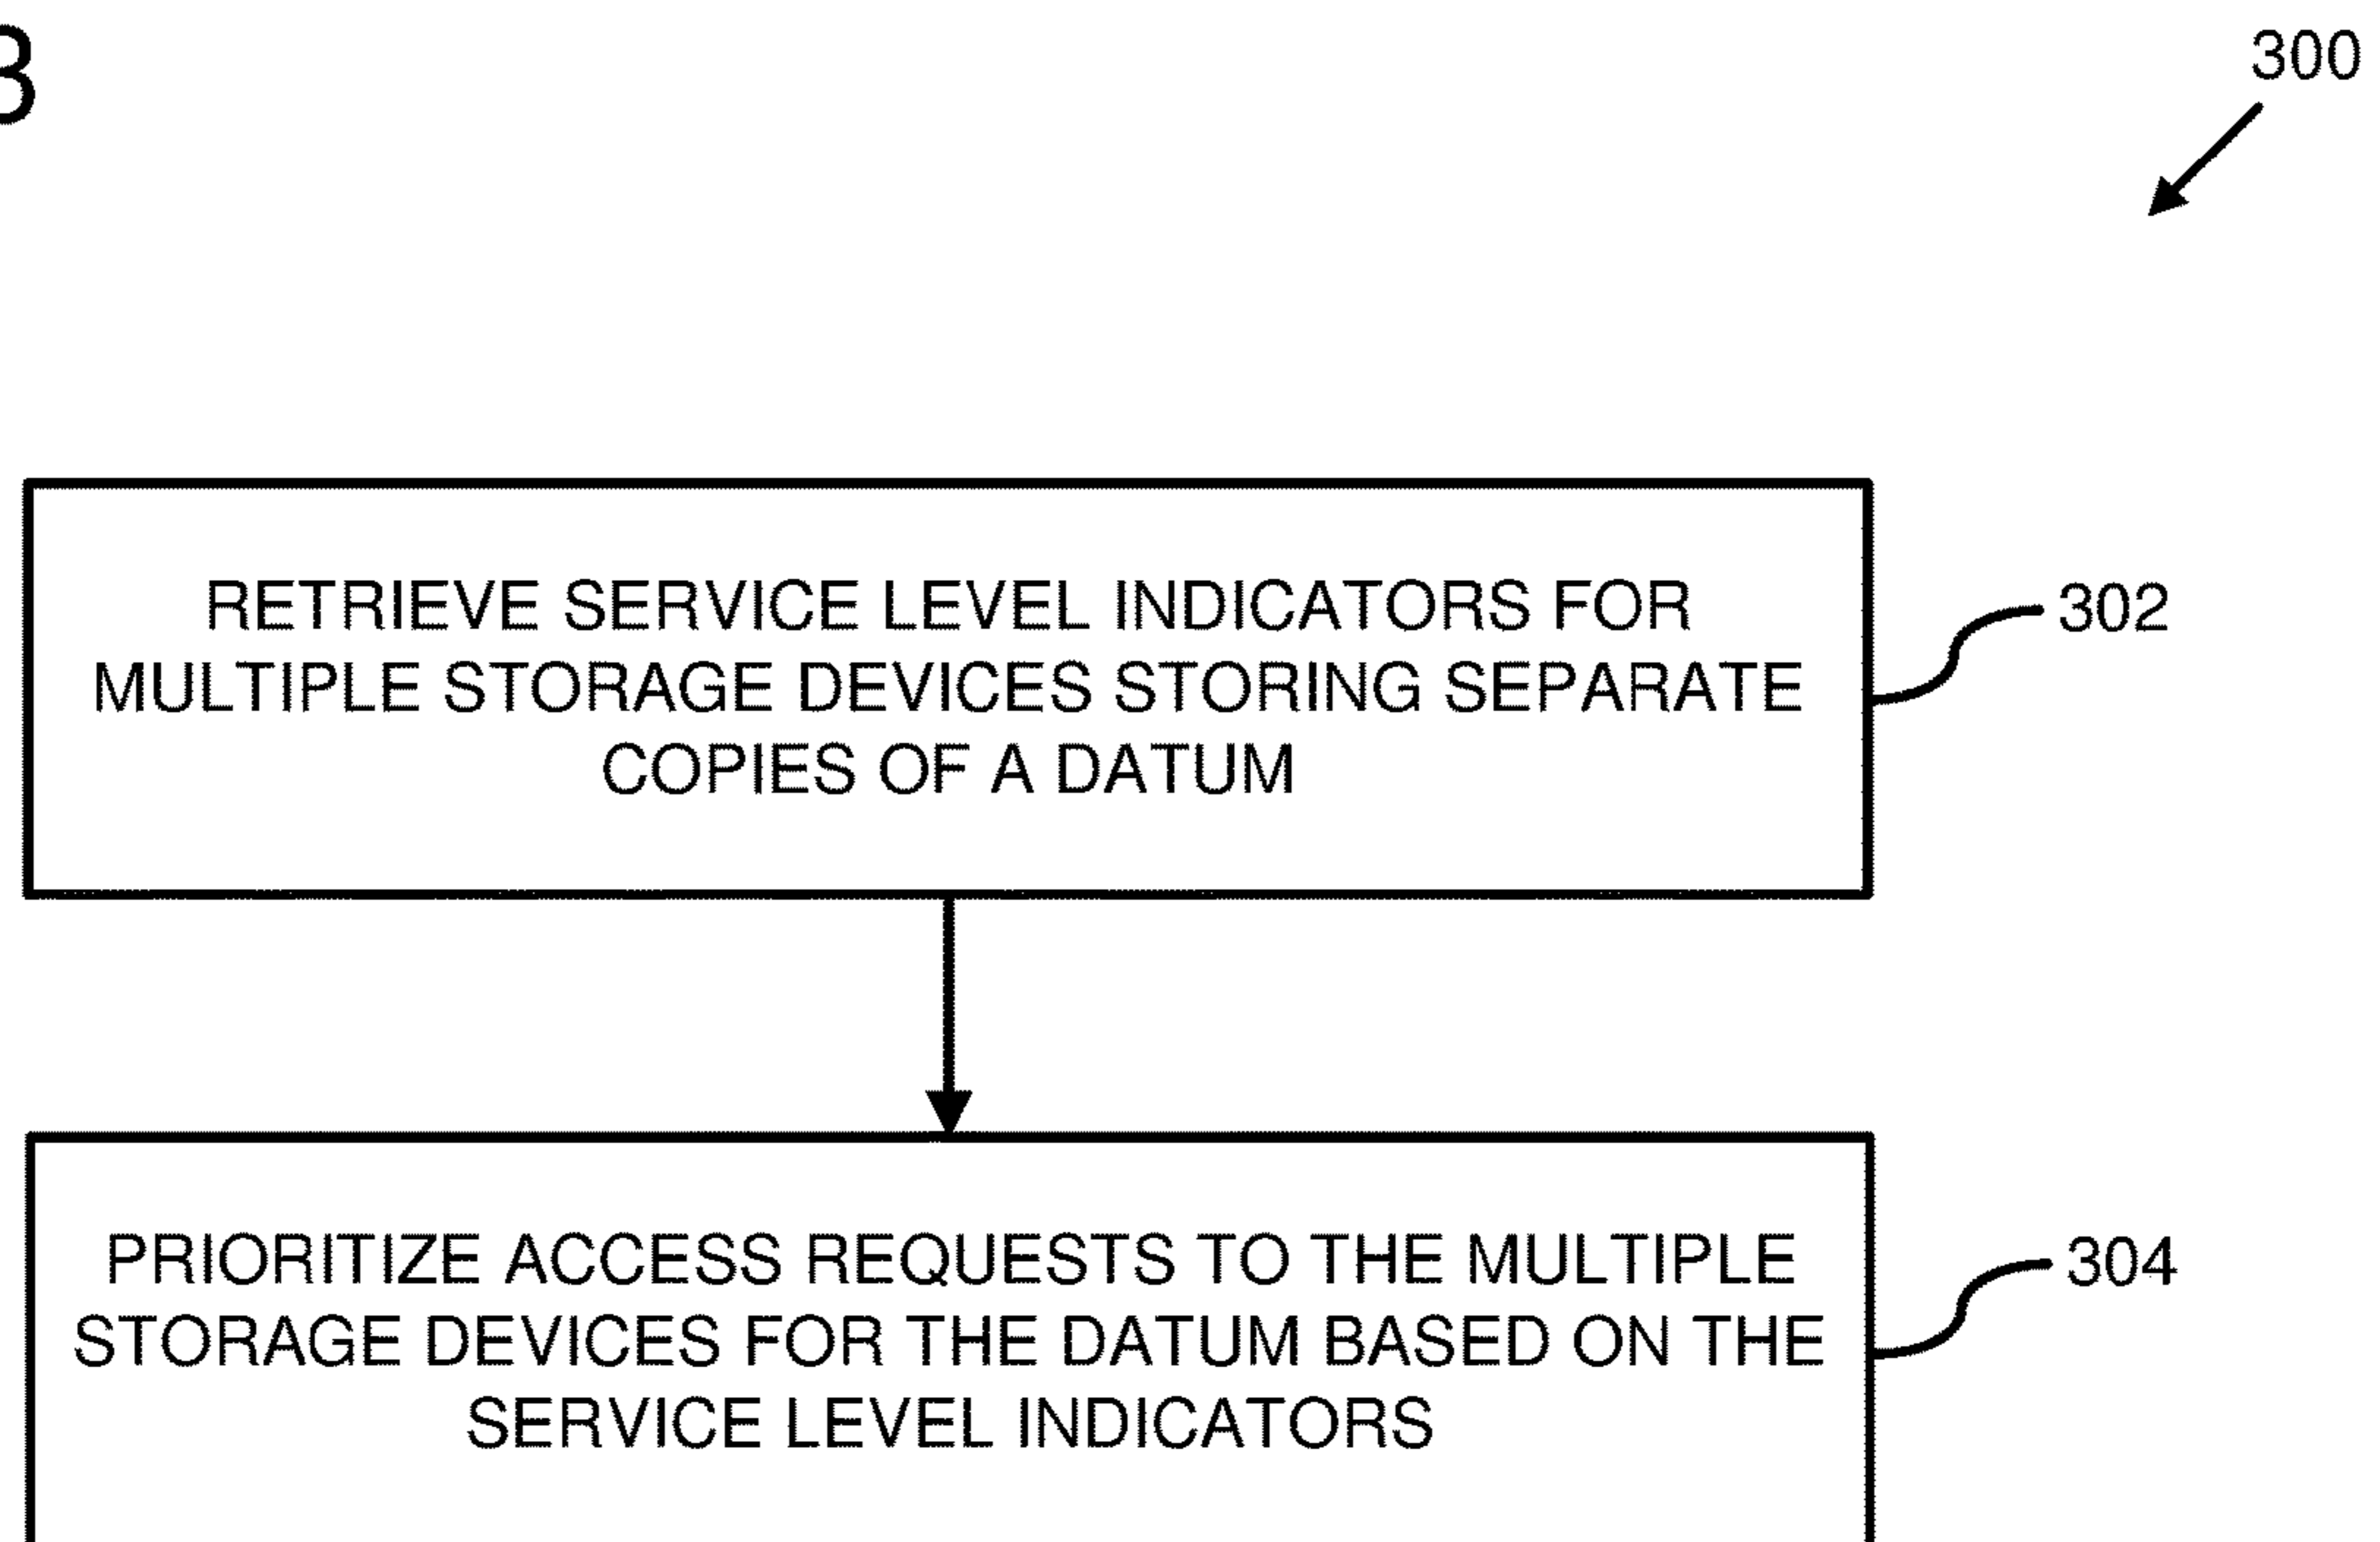 3
300
RETRIEVE SERVICE LEVEL INDICATORS FOR
MULTIPLE STORAGE DEVICES STORING SEPARATE
COPIES OF A DATUM
302
PRIORITIZE ACCESS REQUESTS TO THE MULTIPLE
STORAGE DEVICES FOR THE DATUM BASED ON THE
SERVICE LEVEL INDICATORS
304